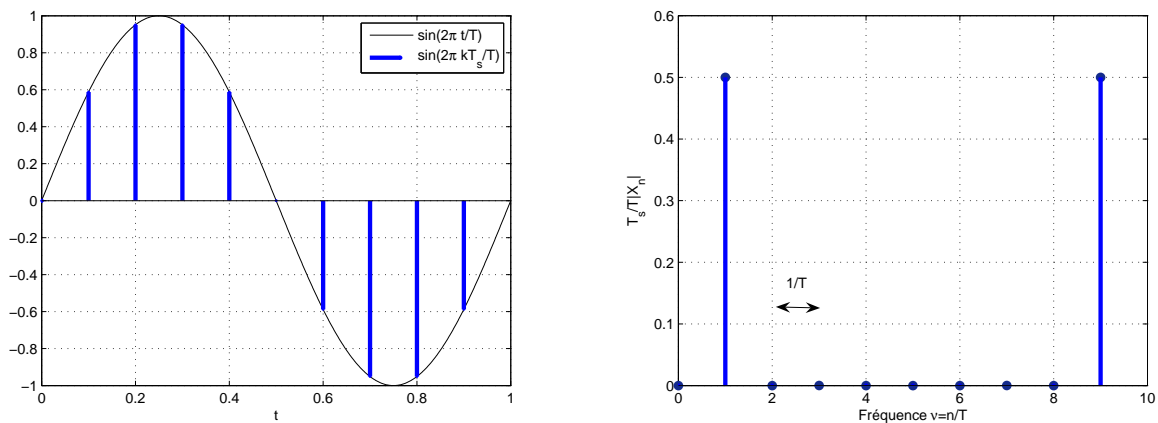 1
0.8
0.6
0.4
0.2
0
−0.2
−0.4
−0.6
−0.8
−1
0 0.2 0.4 0.6 0.8 1
t
sin(2π t/T)
sin(2π kT_s/T)
0.6
0.5
0.4
0.3
0.2
0.1
0
T_s/T|X_n|
1/T
0 2 4 6 8 10
Fréquence ν=n/T